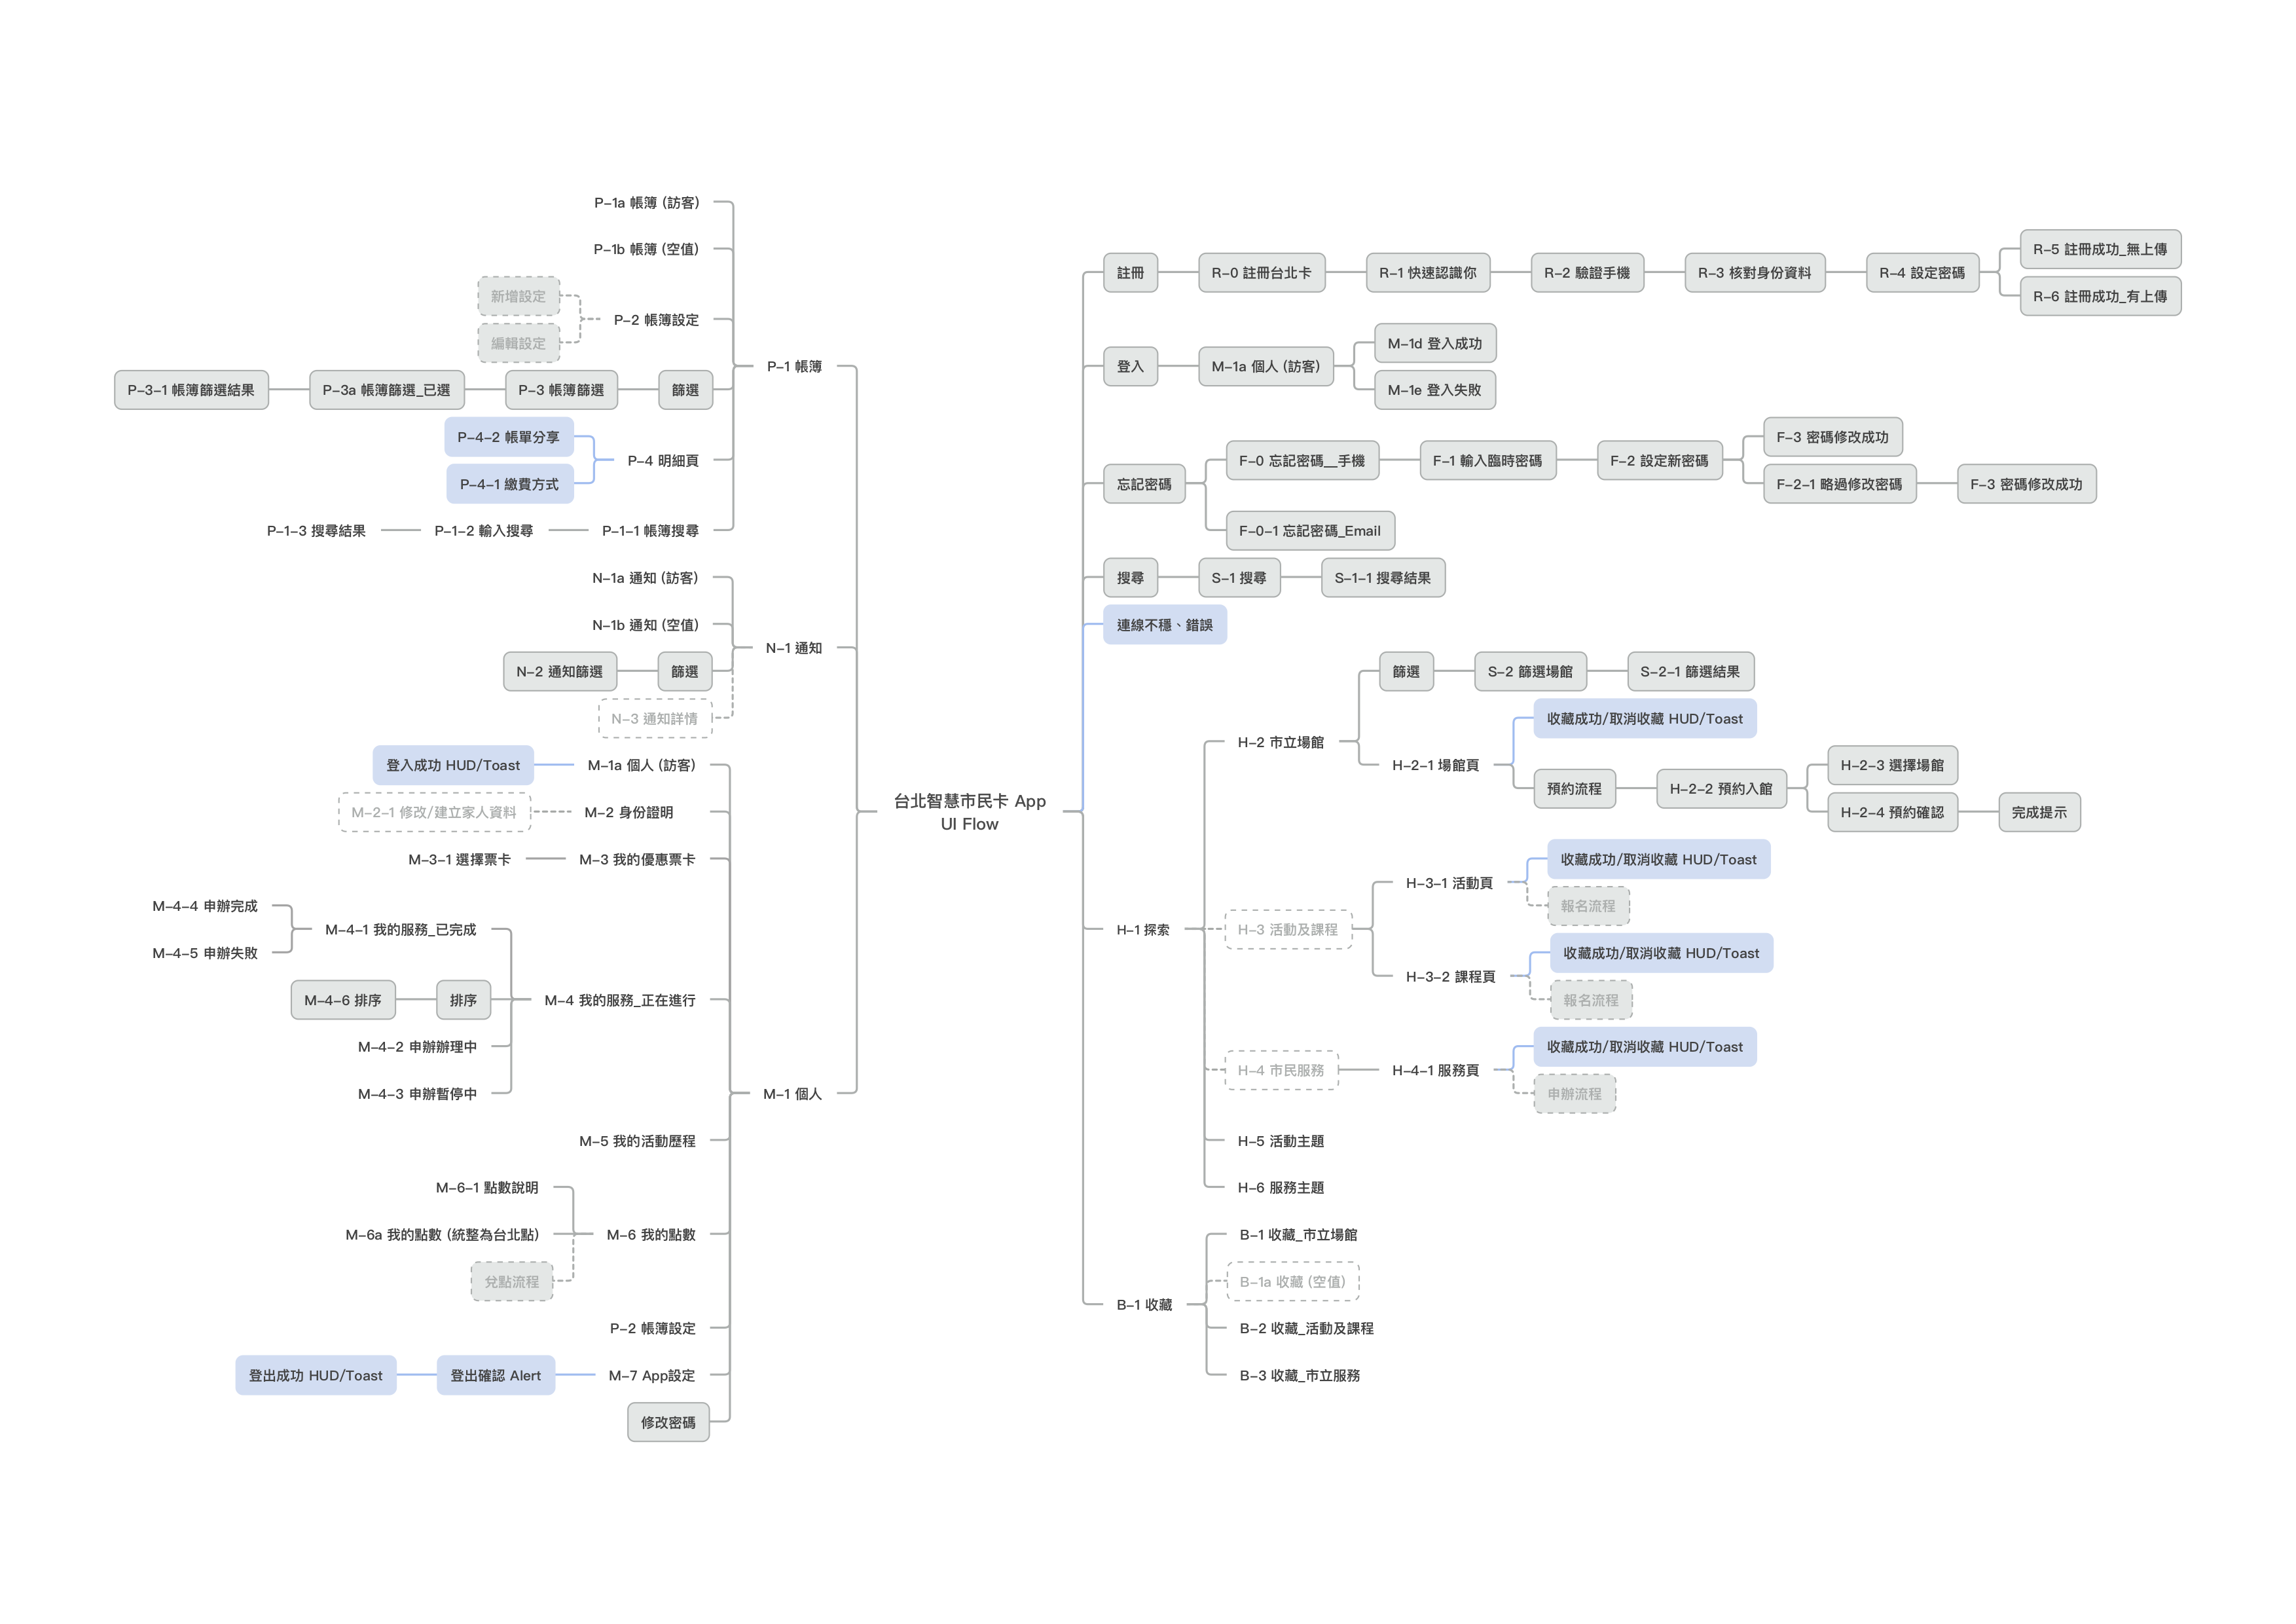 台北智慧市民卡 App
UI Flow
註冊
R-0 註冊台北卡
R-1 快速認識你
R-2 驗證手機
R-3 核對身份資料
R-4 設定密碼
R-5 註冊成功_無上傳
R-6 註冊成功_有上傳
登入
M-1a 個人 (訪客)
M-1d 登入成功
M-1e 登入失敗
忘記密碼
F-0 忘記密碼__手機
F-1 輸入臨時密碼
F-2 設定新密碼
F-3 密碼修改成功
F-2-1 略過修改密碼
F-3 密碼修改成功
F-0-1 忘記密碼_Email
搜尋
S-1 搜尋
S-1-1 搜尋結果
連線不穩、錯誤
H-1 探索
H-2 市立場館
篩選
S-2 篩選場館
S-2-1 篩選結果
H-2-1 場館頁
收藏成功/取消收藏 HUD/Toast
預約流程
H-2-2 預約入館
H-2-3 選擇場館
H-2-4 預約確認
完成提示
H-3 活動及課程
H-3-1 活動頁
收藏成功/取消收藏 HUD/Toast
報名流程
H-3-2 課程頁
收藏成功/取消收藏 HUD/Toast
報名流程
H-4 市民服務
H-4-1 服務頁
收藏成功/取消收藏 HUD/Toast
申辦流程
H-5 活動主題
H-6 服務主題
B-1 收藏
B-1 收藏_市立場館
B-1a 收藏 (空值)
B-2 收藏_活動及課程
B-3 收藏_市立服務
P-1 帳簿
P-1a 帳簿 (訪客)
P-1b 帳簿 (空值)
P-2 帳簿設定
新增設定
編輯設定
篩選
P-3 帳簿篩選
P-3a 帳簿篩選_已選
P-3-1 帳簿篩選結果
P-4 明細頁
P-4-2 帳單分享
P-4-1 繳費方式
P-1-1 帳簿搜尋
P-1-2 輸入搜尋
P-1-3 搜尋結果
N-1 通知
N-1a 通知 (訪客)
N-1b 通知 (空值)
篩選
N-2 通知篩選
N-3 通知詳情
M-1 個人
M-1a 個人 (訪客)
登入成功 HUD/Toast
M-2 身份證明
M-2-1 修改/建立家人資料
M-3 我的優惠票卡
M-3-1 選擇票卡
M-4 我的服務_正在進行
M-4-1 我的服務_已完成
M-4-4 申辦完成
M-4-5 申辦失敗
排序
M-4-6 排序
M-4-2 申辦辦理中
M-4-3 申辦暫停中
M-5 我的活動歷程
M-6 我的點數
M-6-1 點數說明
M-6a 我的點數 (統整為台北點)
兌點流程
P-2 帳簿設定
M-7 App設定
登出確認 Alert
登出成功 HUD/Toast
修改密碼